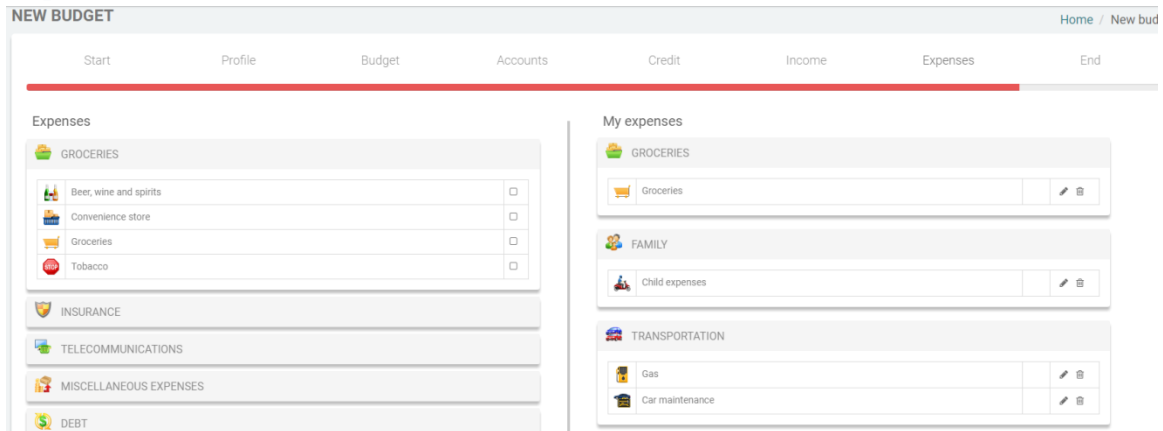 NEW BUDGET
Home / New bud
Start Profile Budget Accounts Credit Income Expenses End
Expenses
GROCERIES
Beer, wine and spirits
Convenience store
Groceries
Tobacco
INSURANCE
TELECOMMUNICATIONS
MISCELLANEOUS EXPENSES
DEBT
My expenses
GROCERIES
Groceries
FAMILY
Child expenses
TRANSPORTATION
Gas
Car maintenance